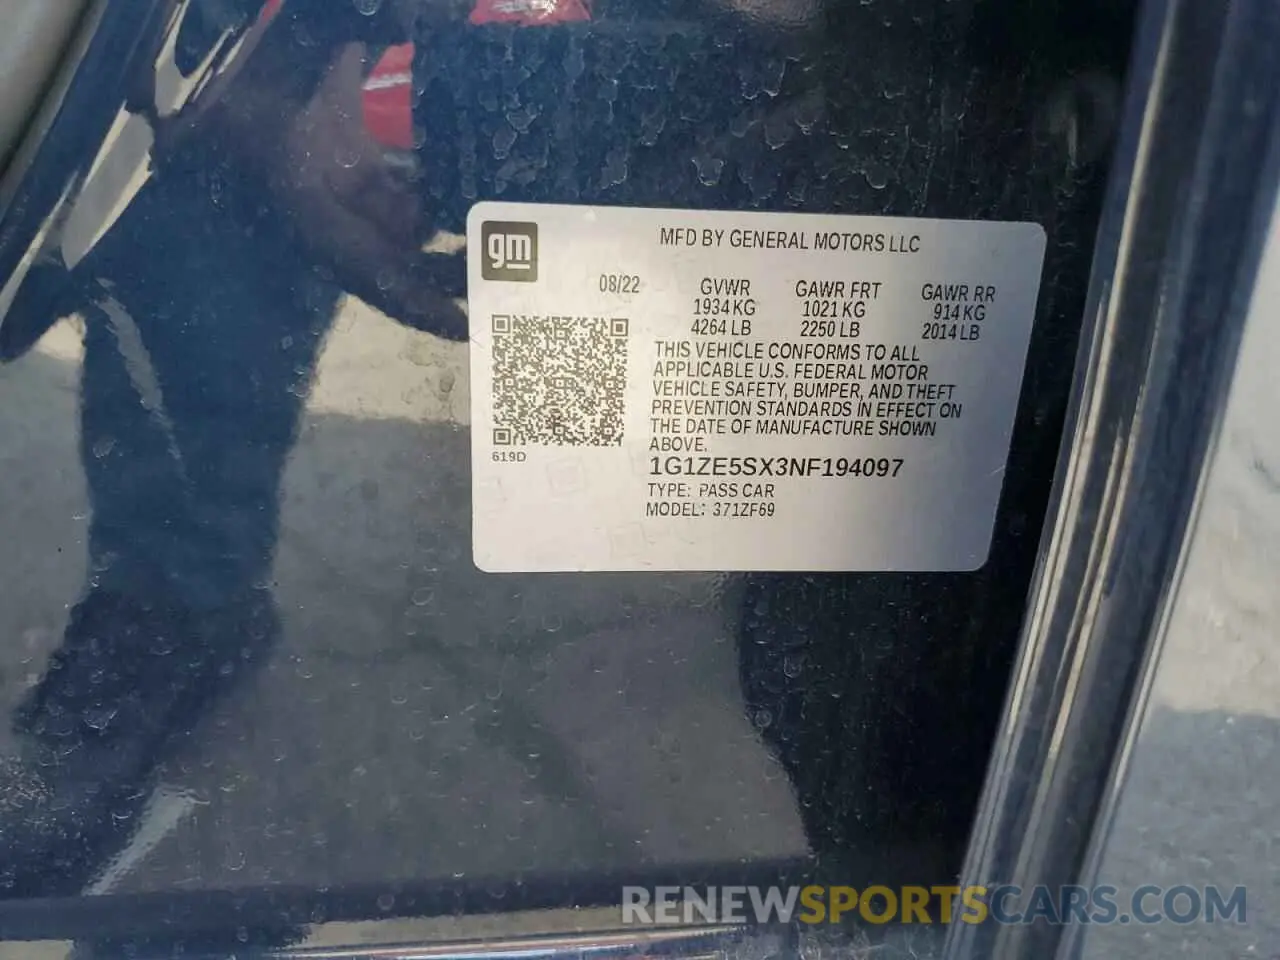 gm
MFD BY GENERAL MOTORS LLC
08/22 GVWR GAWR FRT GAWR RR
1934 KG 1021 KG 914 KG
4264 LB 2250 LB 2014 LB
THIS VEHICLE CONFORMS TO ALL
APPLICABLE U.S. FEDERAL MOTOR
VEHICLE SAFETY, BUMPER, AND THEFT
PREVENTION STANDARDS IN EFFECT ON
THE DATE OF MANUFACTURE SHOWN
ABOVE.
619D
1G1ZE5SX3NF194097
TYPE: PASS CAR
MODEL: 371ZF69
RENEWSPORTSCARS.COM